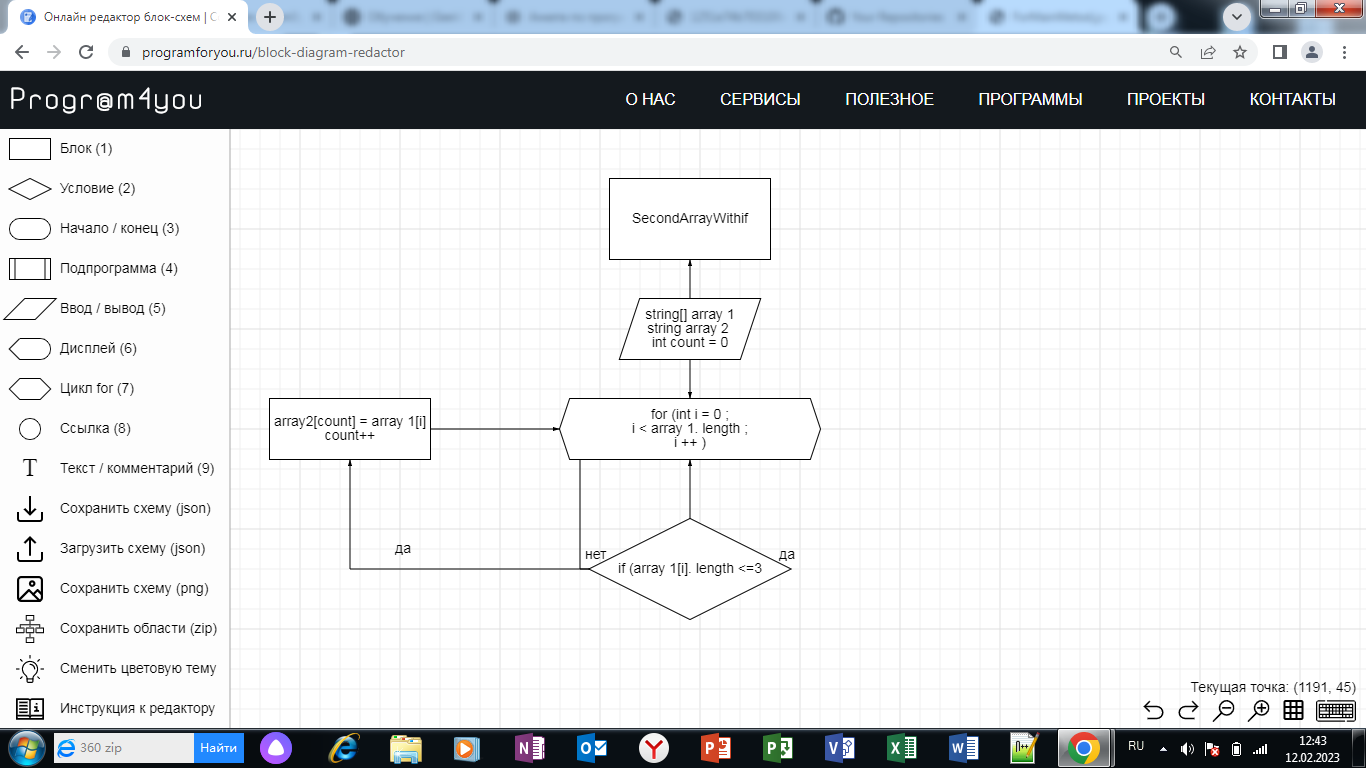 Онлайн редактор блок-схем | С
programforyou.ru/block-diagram-redactor
Progr@m4you
О НАС
СЕРВИСЫ
ПОЛЕЗНОЕ
ПРОГРАММЫ
ПРОЕКТЫ
КОНТАКТЫ
Блок (1)
Условие (2)
Начало / конец (3)
Подпрограмма (4)
Ввод / вывод (5)
Дисплей (6)
Цикл for (7)
Ссылка (8)
Текст / комментарий (9)
Сохранить схему (json)
Загрузить схему (json)
Сохранить схему (png)
Сохранить области (zip)
Сменить цветовую тему
Инструкция к редактору
SecondArrayWithif
string[] array 1
string array 2
int count = 0
for (int i = 0 ;
i < array 1. length ;
i ++ )
array2[count] = array 1[i]
count++
да
нет
да
if (array 1[i]. length <=3
Текущая точка: (1191, 45)
360 zip
Найти
RU
12:43
12.02.2023